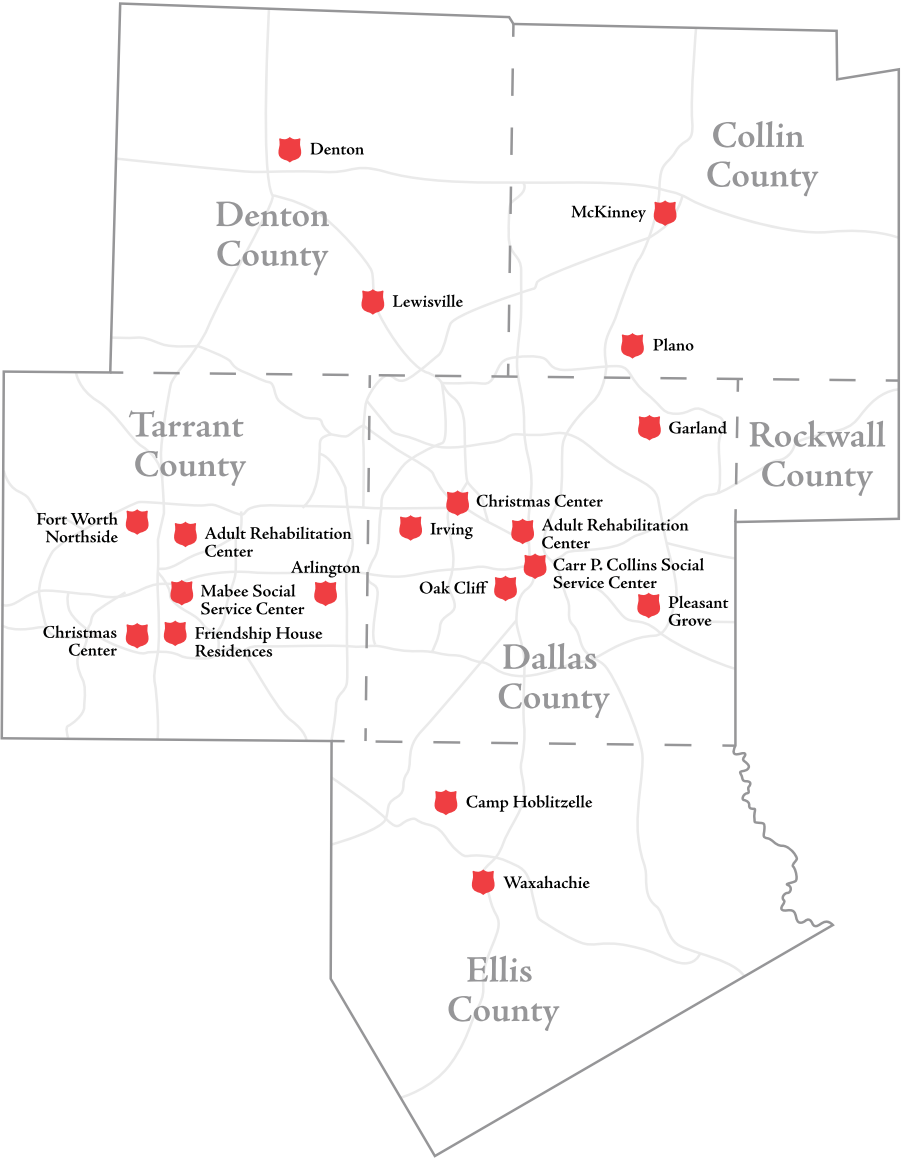 Collin
County
Denton
McKinney
Denton
County
Lewisville
Plano
Tarrant
County
Garland
Rockwall
County
Christmas Center
Fort Worth
Northside
Adult Rehabilitation
Center
Irving
Adult Rehabilitation
Center
Arlington
Carr P. Collins Social
Service Center
Oak Cliff
Mabee Social
Service Center
Pleasant
Grove
Christmas
Center
Friendship House
Residences
Dallas
County
Camp Hoblitzelle
Waxahachie
Ellis
County